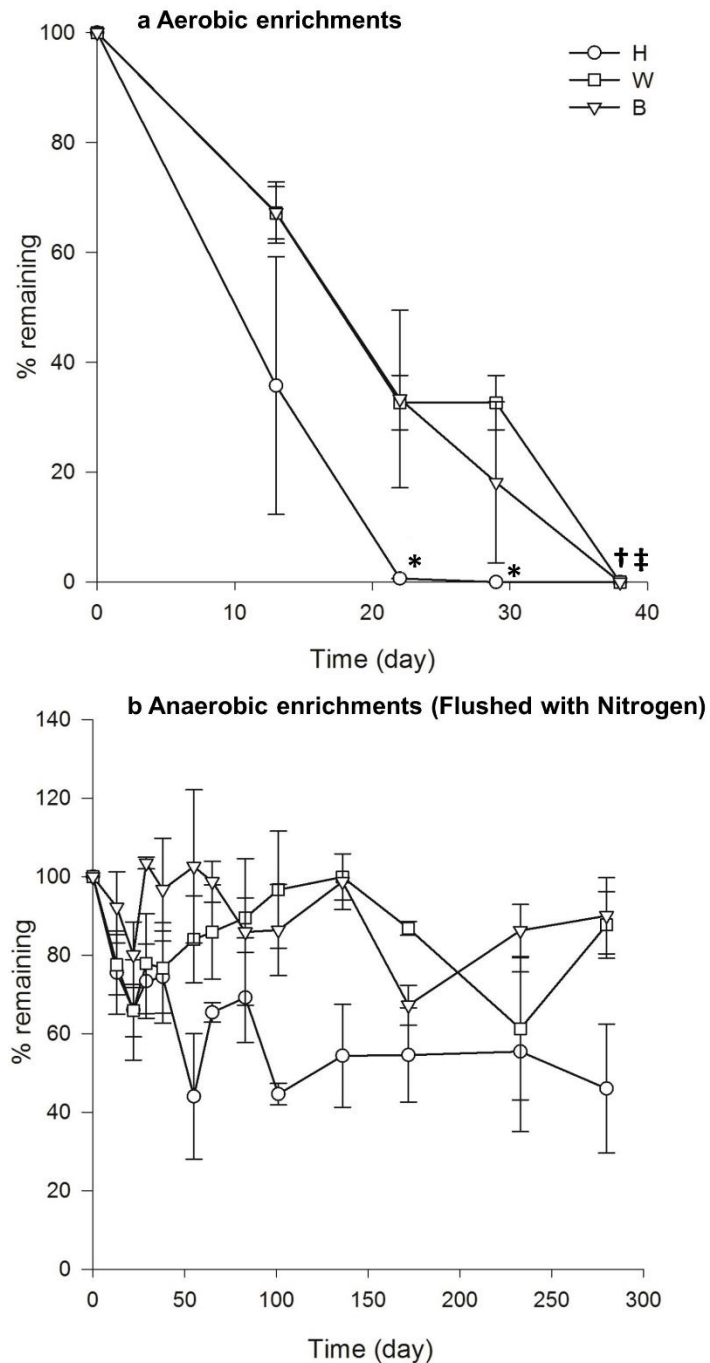 a Aerobic enrichments
H
W
B
100
80
60
40
20
0
% remaining
* * † ‡
0 10 20 30 40
Time (day)
b Anaerobic enrichments (Flushed with Nitrogen)
140
120
100
80
60
40
20
0
% remaining
0 50 100 150 200 250 300
Time (day)